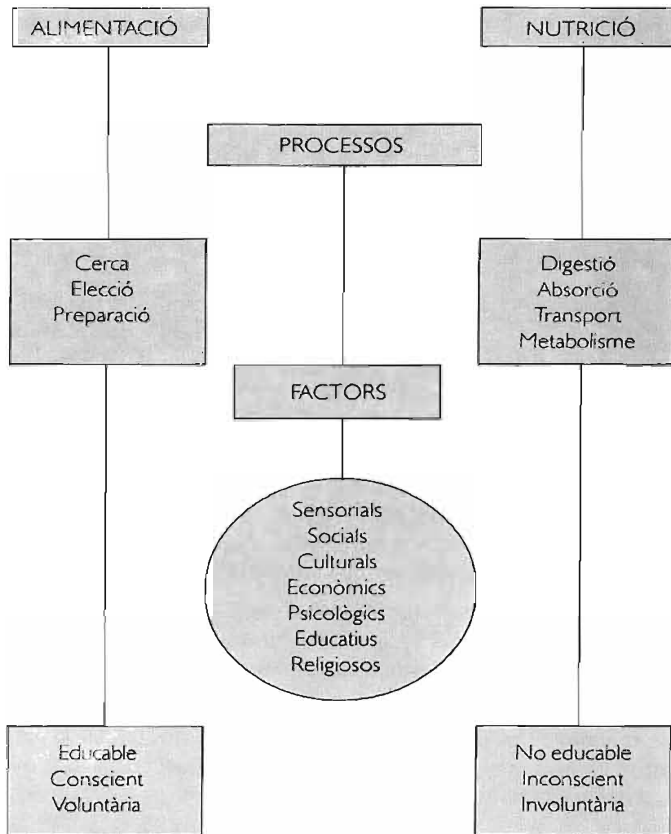 ALIMENTACIÓ
NUTRICIÓ
PROCESSOS
Cerca
Elecció
Preparació
Digestió
Absorció
Transport
Metabolisme
FACTORS
Sensorials
Socials
Culturals
Econòmics
Psicològics
Educatius
Religiosos
Educable
Conscient
Voluntària
No educable
Inconscient
Involuntària